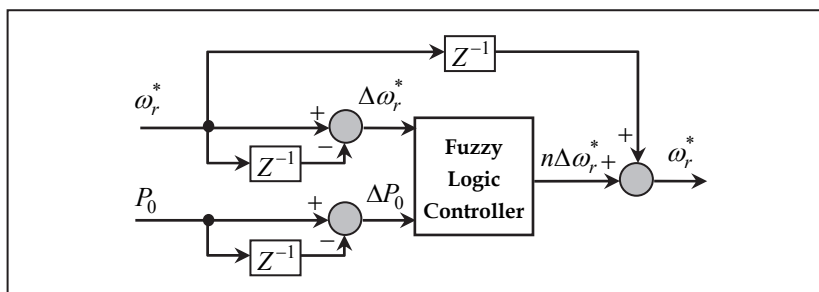 Z⁻¹
ω*ᵣ
+
−
Δω*ᵣ
Z⁻¹
Fuzzy
Logic
Controller
nΔω*ᵣ
+
+
ω*ᵣ
P₀
+
−
ΔP₀
Z⁻¹